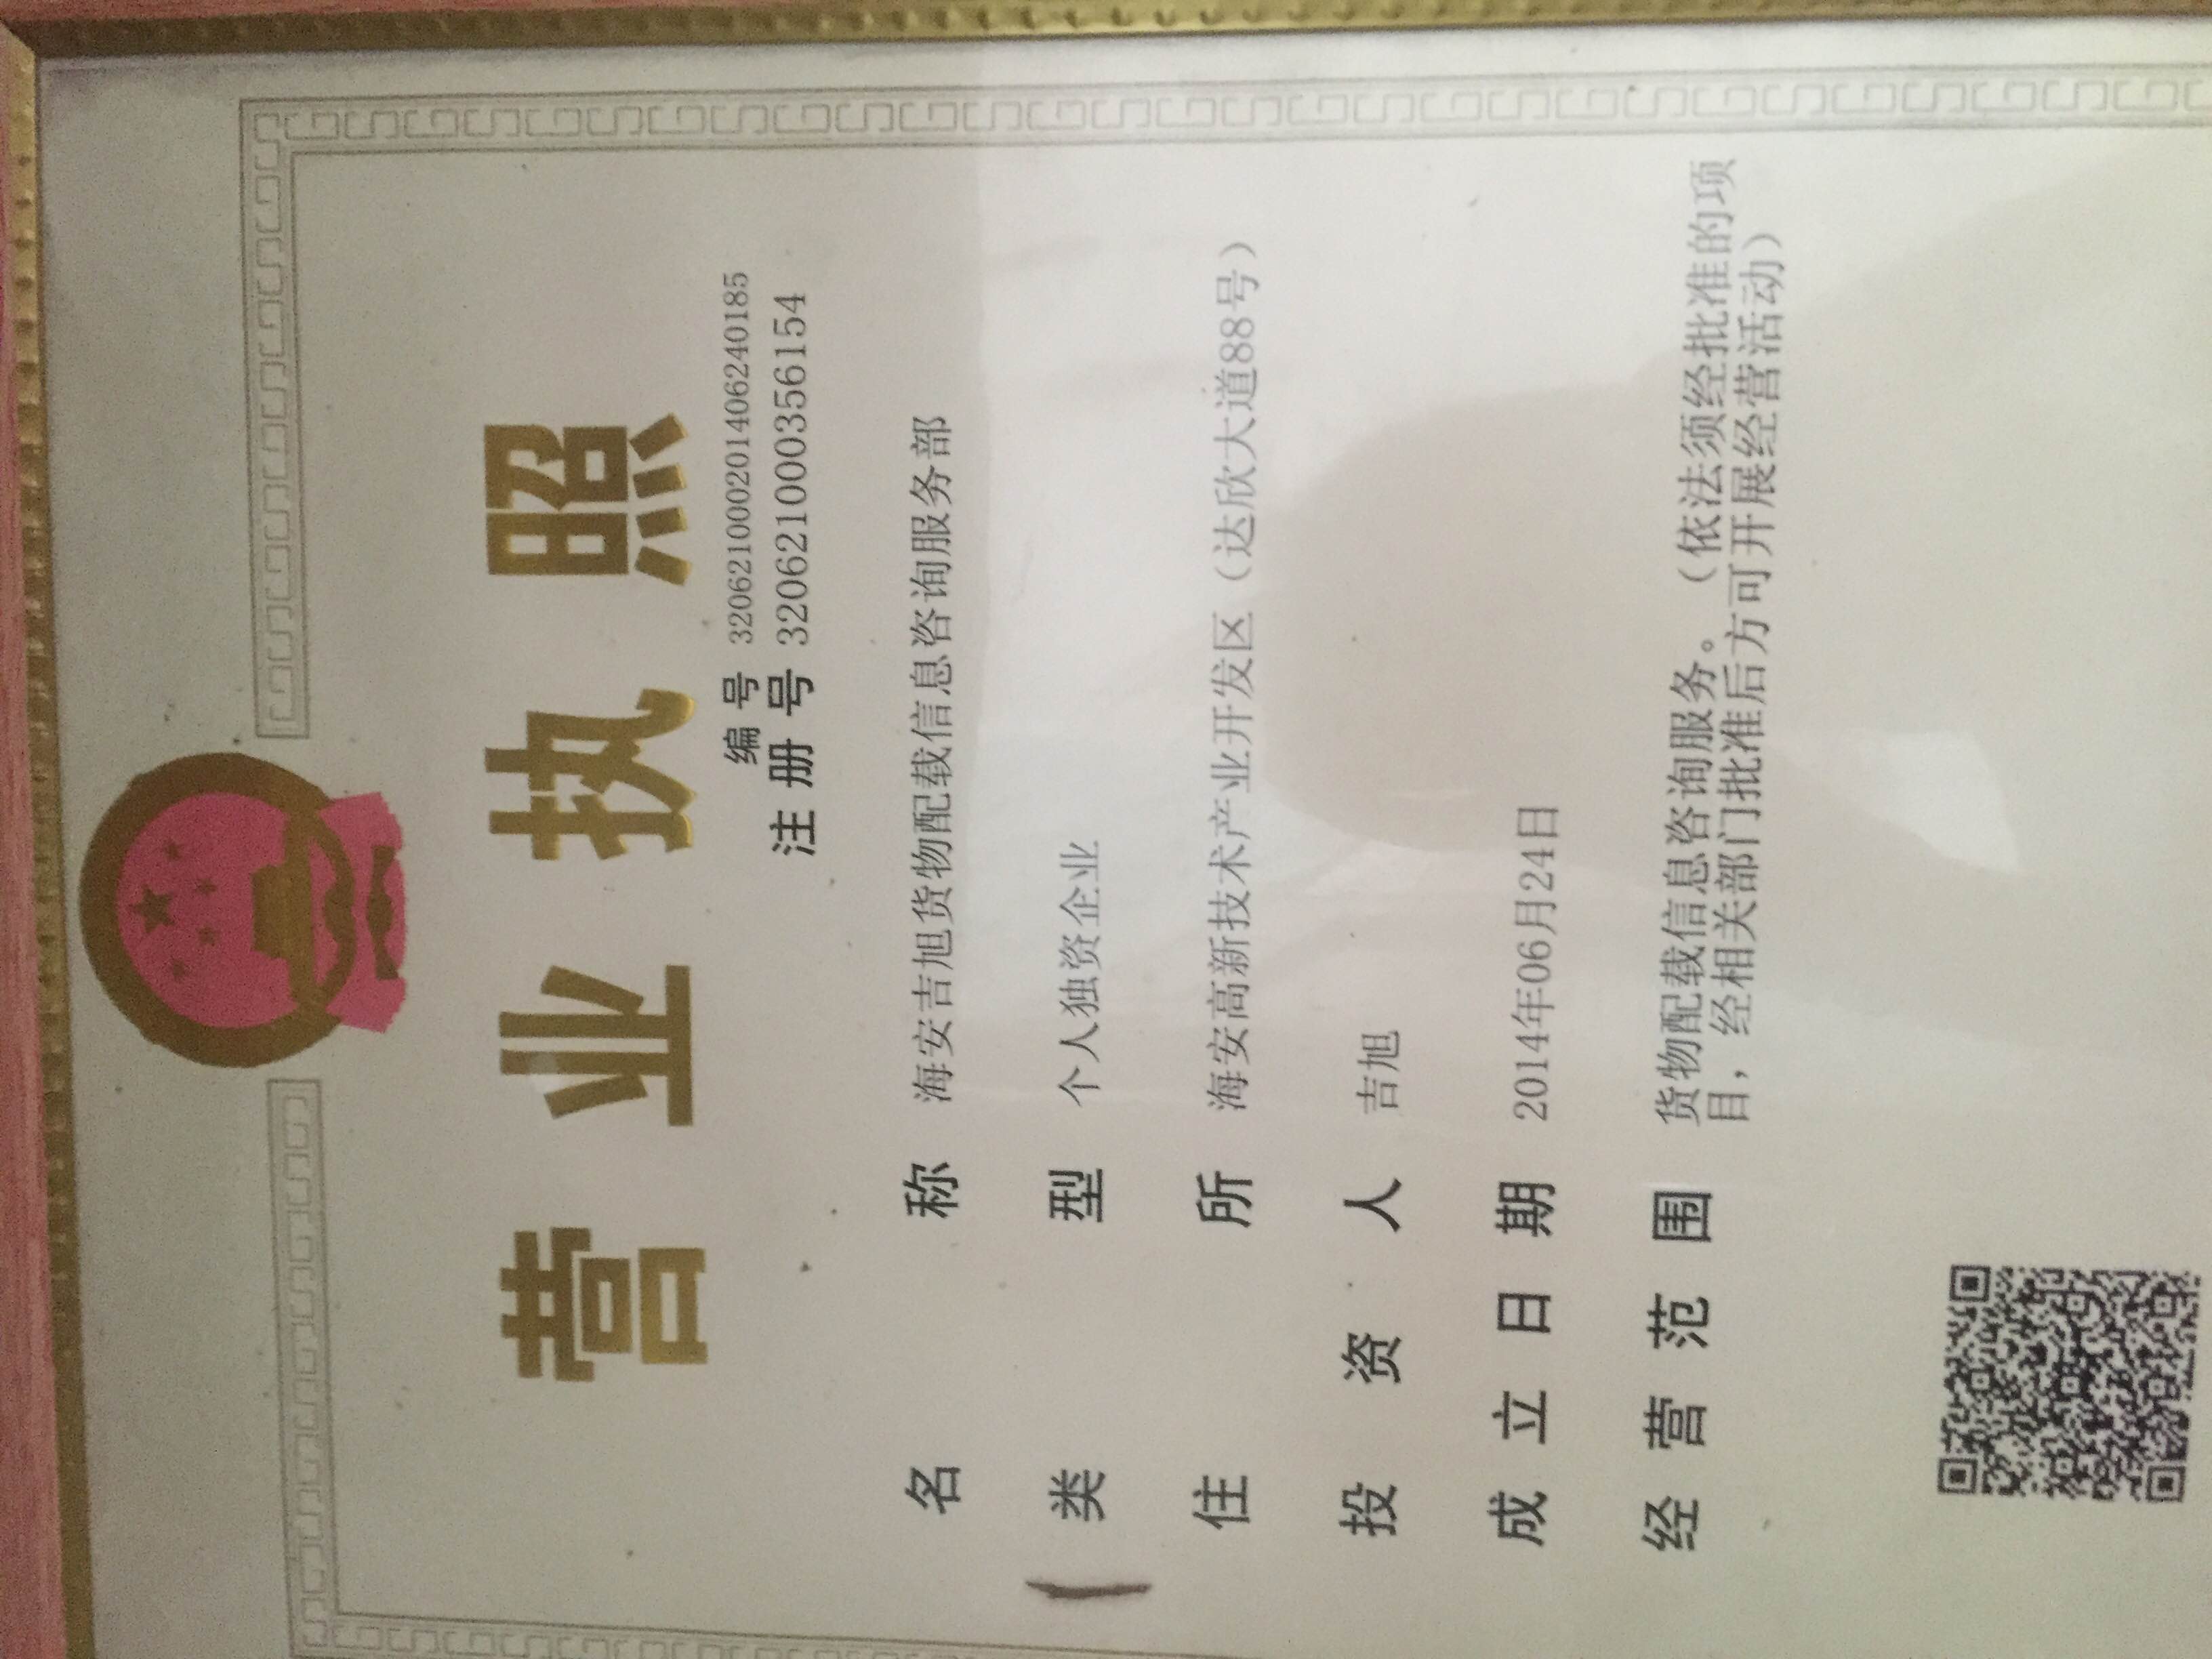 营业执照
编号 320621000201406240185
注册号 320621000356154
名称 海安吉旭货物配载信息咨询服务部
类型 个人独资企业
住所 海安高新技术产业开发区（达欣大道88号）
投资人 吉旭
成立日期 2014年06月24日
经营范围 货物配载信息咨询服务。（依法须经批准的项
目，经相关部门批准后方可开展经营活动）